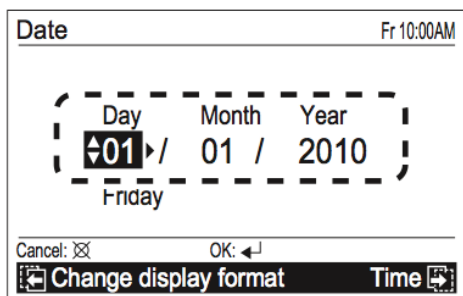 Date Fr 10:00AM
Day Month Year
01 / 01 / 2010
Friday
Cancel: OK:
Change display format Time